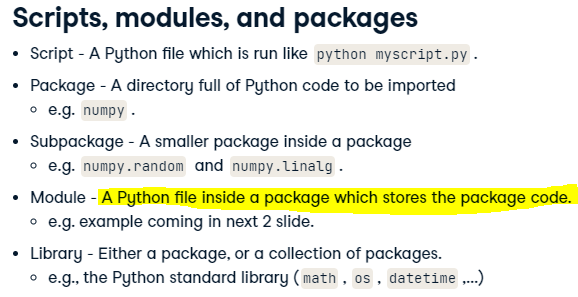 Scripts, modules, and packages
• Script - A Python file which is run like python myscript.py .
• Package - A directory full of Python code to be imported
○ e.g. numpy .
• Subpackage - A smaller package inside a package
○ e.g. numpy.random and numpy.linalg .
• Module - A Python file inside a package which stores the package code.
○ e.g. example coming in next 2 slide.
• Library - Either a package, or a collection of packages.
○ e.g., the Python standard library ( math , os , datetime ,...)